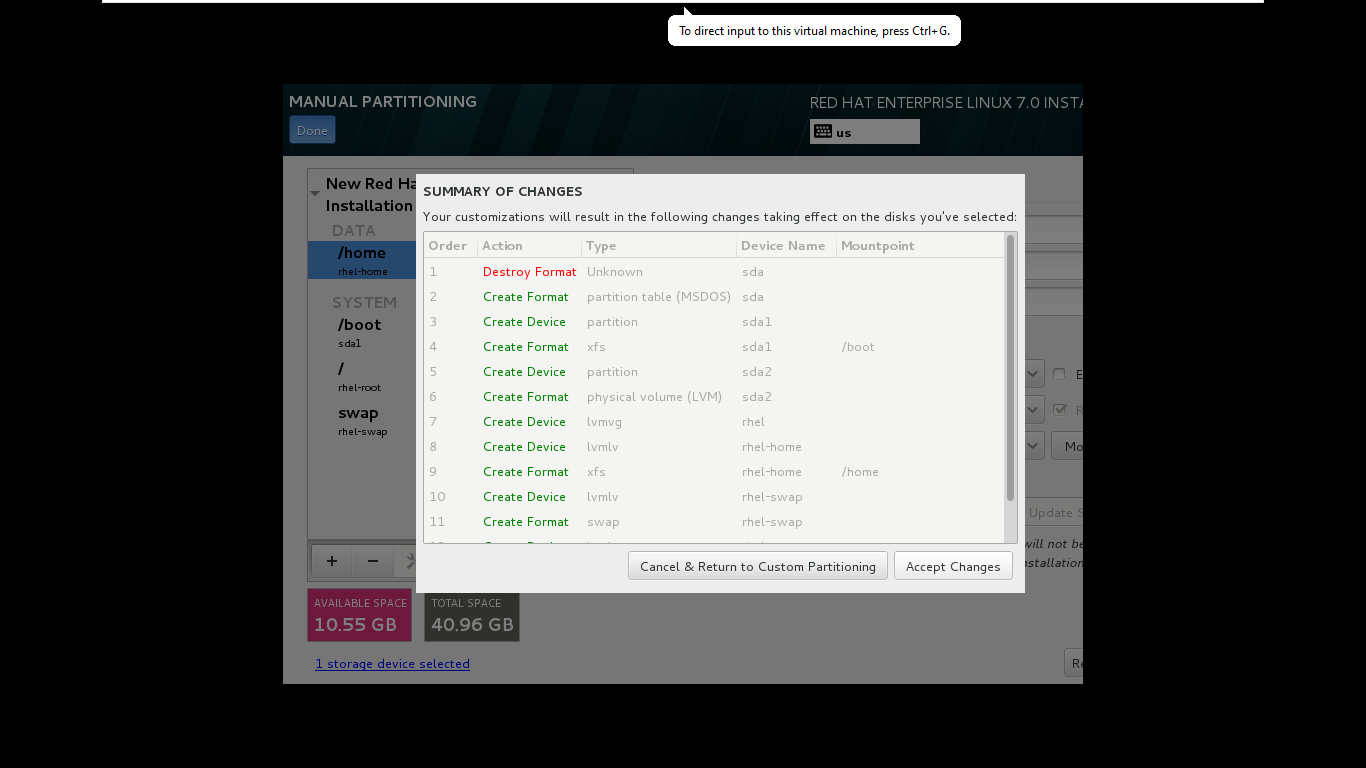 To direct input to this virtual machine, press Ctrl+G.
MANUAL PARTITIONING
RED HAT ENTERPRISE LINUX 7.0 INSTA
Done
us
New Red Ha
Installation
DATA
/home
rhel-home
SYSTEM
/boot
sda1
/
rhel-root
swap
rhel-swap
SUMMARY OF CHANGES
Your customizations will result in the following changes taking effect on the disks you've selected:
Order Action Type Device Name Mountpoint
1 Destroy Format Unknown sda
2 Create Format partition table (MSDOS) sda
3 Create Device partition sda1
4 Create Format xfs sda1 /boot
5 Create Device partition sda2
6 Create Format physical volume (LVM) sda2
7 Create Device lvmvg rhel
8 Create Device lvmlv rhel-home
9 Create Format xfs rhel-home /home
10 Create Device lvmlv rhel-swap
11 Create Format swap rhel-swap
Cancel & Return to Custom Partitioning
Accept Changes
E
R
Mo
Update S
will not be
nstallation
+ −
AVAILABLE SPACE
10.55 GB
TOTAL SPACE
40.96 GB
1 storage device selected
Re